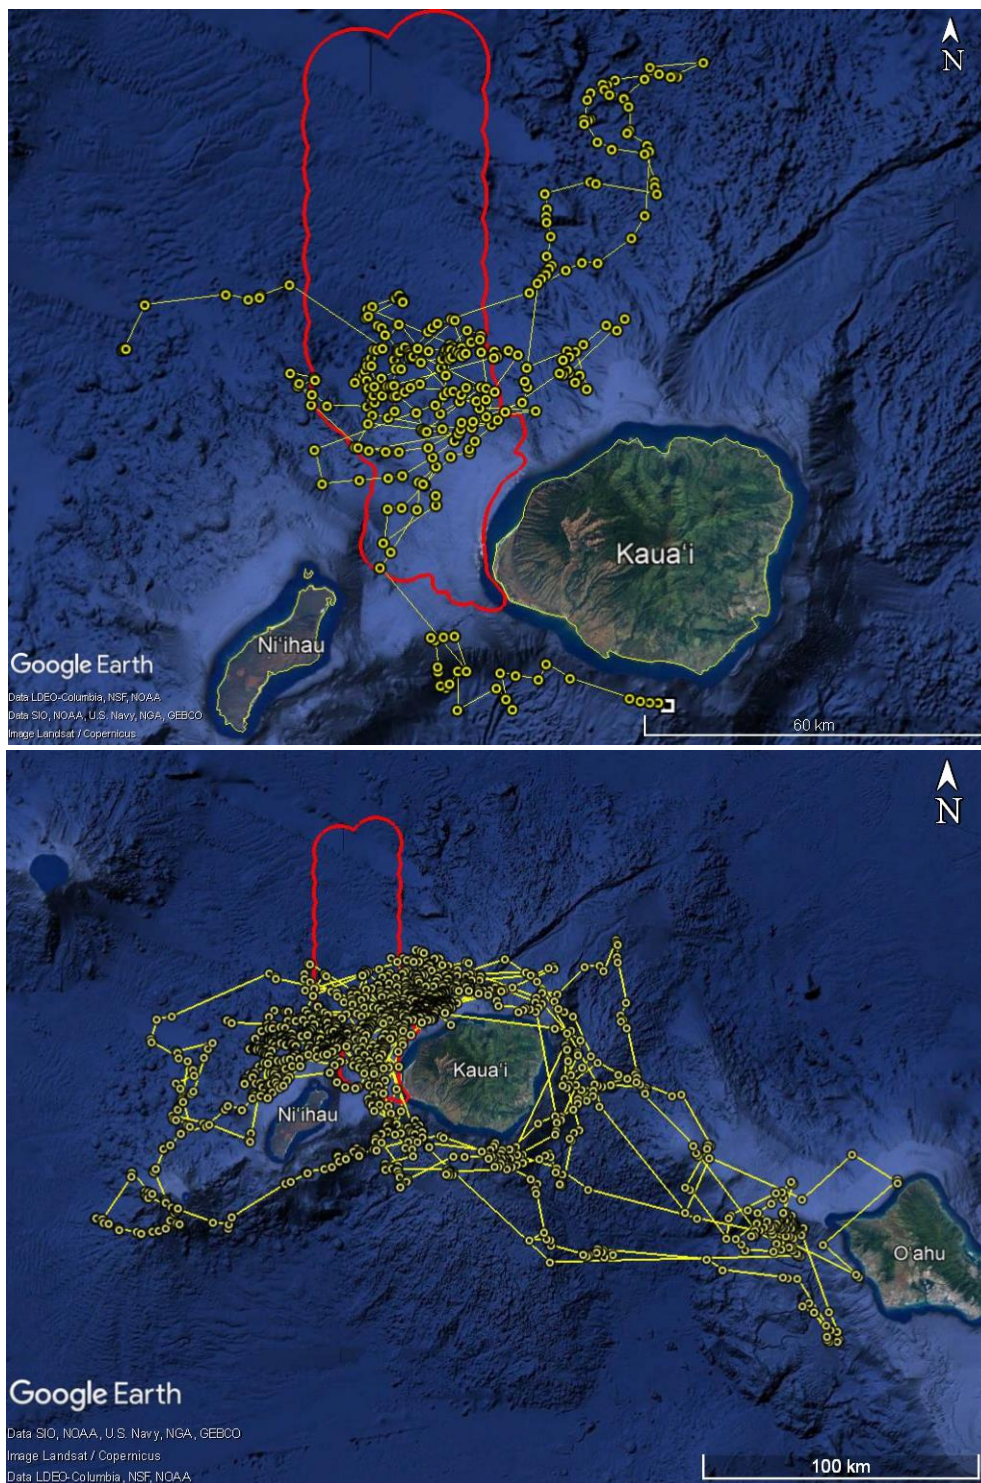 N
Kaua'i
Ni'ihau
Google Earth
Data LDEO-Columbia, NSF, NOAA
Data SIO, NOAA, U.S. Navy, NGA, GEBCO
Image Landsat / Copernicus
60 km
N
Kaua'i
Ni'ihau
O'ahu
Google Earth
Data SIO, NOAA, U.S. Navy, NGA, GEBCO
Image Landsat / Copernicus
Data LDEO-Columbia, NSF, NOAA
100 km